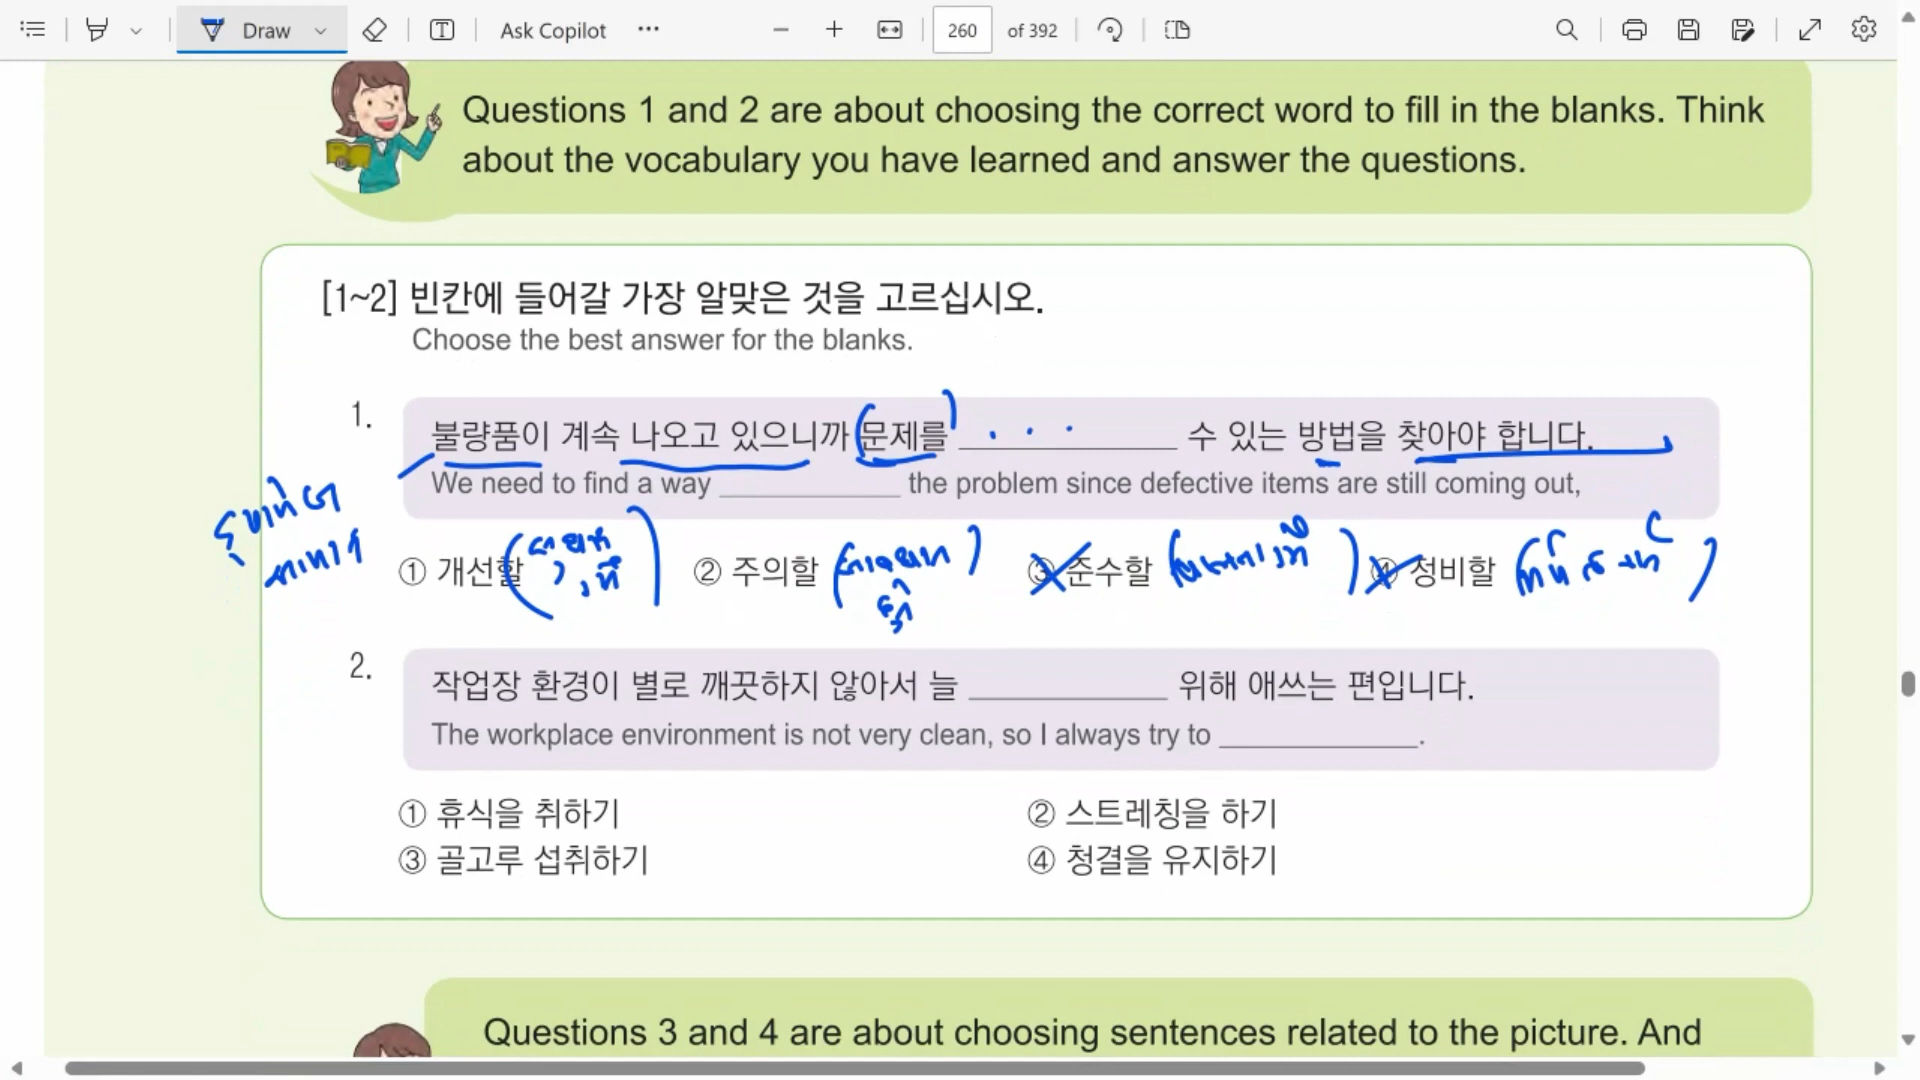 Draw
Ask Copilot
260 of 392
Questions 1 and 2 are about choosing the correct word to fill in the blanks. Think
about the vocabulary you have learned and answer the questions.
[1~2] 빈칸에 들어갈 가장 알맞은 것을 고르십시오.
Choose the best answer for the blanks.
1. 불량품이 계속 나오고 있으니까 문제를 ____________ 수 있는 방법을 찾아야 합니다.
We need to find a way ____________ the problem since defective items are still coming out,
① 개선할 ② 주의할 ③ 준수할 ④ 정비할
2. 작업장 환경이 별로 깨끗하지 않아서 늘 ____________ 위해 애쓰는 편입니다.
The workplace environment is not very clean, so I always try to ____________.
① 휴식을 취하기 ② 스트레칭을 하기
③ 골고루 섭취하기 ④ 청결을 유지하기
Questions 3 and 4 are about choosing sentences related to the picture. And